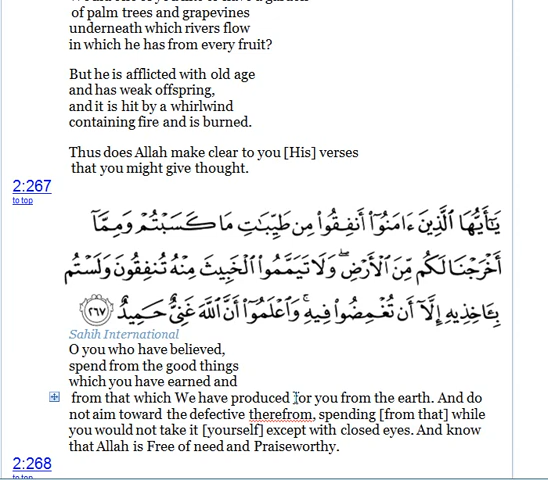 of palm trees and grapevines
underneath which rivers flow
in which he has from every fruit?
But he is afflicted with old age
and has weak offspring,
and it is hit by a whirlwind
containing fire and is burned.
Thus does Allah make clear to you [His] verses
that you might give thought.
2:267
to top
يَـٰٓأَيُّهَا ٱلَّذِينَ ءَامَنُوٓا۟ أَنفِقُوا۟ مِن طَيِّبَـٰتِ مَا كَسَبْتُمْ وَمِمَّآ
أَخْرَجْنَا لَكُم مِّنَ ٱلْأَرْضِ ۖ وَلَا تَيَمَّمُوا۟ ٱلْخَبِيثَ مِنْهُ تُنفِقُونَ وَلَسْتُم
بِـَٔاخِذِيهِ إِلَّآ أَن تُغْمِضُوا۟ فِيهِ ۚ وَٱعْلَمُوٓا۟ أَنَّ ٱللَّهَ غَنِىٌّ حَمِيدٌ ٢٦٧
Sahih International
O you who have believed,
spend from the good things
which you have earned and
from that which We have produced for you from the earth. And do
not aim toward the defective therefrom, spending [from that] while
you would not take it [yourself] except with closed eyes. And know
that Allah is Free of need and Praiseworthy.
2:268
to top